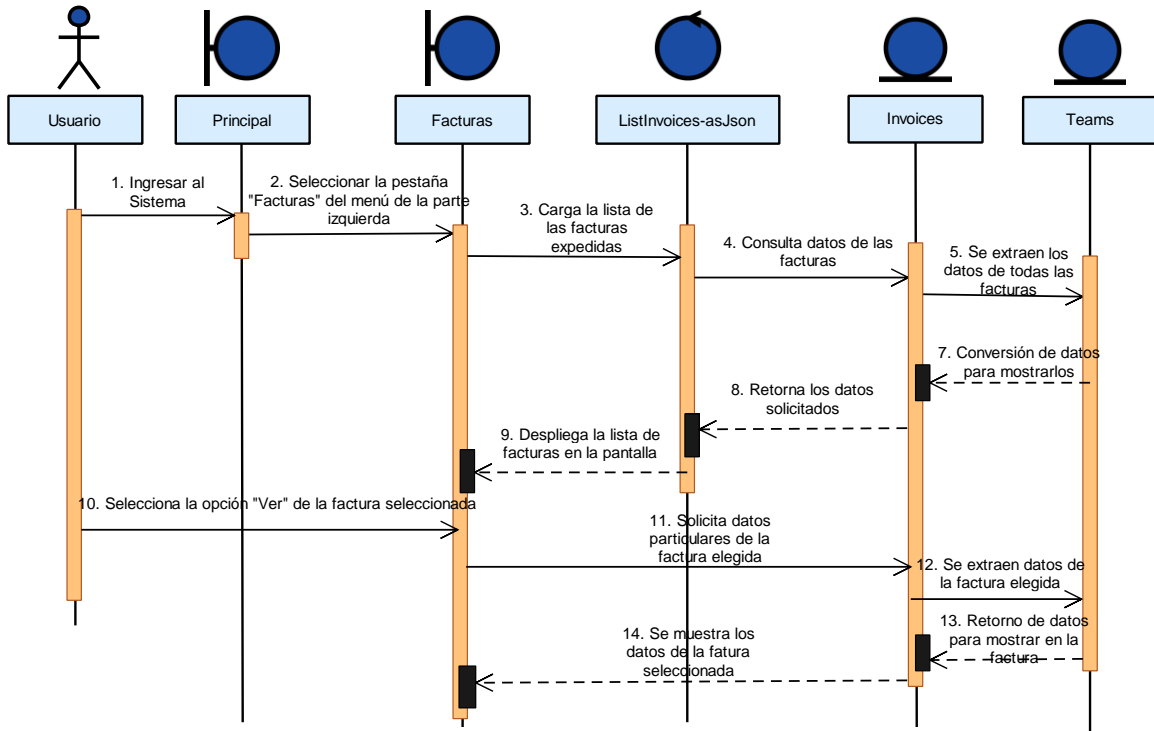 Usuario
Principal
Facturas
ListInvoices-asJson
Invoices
Teams
1. Ingresar al
Sistema
2. Seleccionar la pestaña
"Facturas" del menú de la parte
izquierda
3. Carga la lista de
las facturas
expedidas
4. Consulta datos de las
facturas
5. Se extraen los
datos de todas las
facturas
7. Conversión de datos
para mostrarlos
8. Retorna los datos
solicitados
9. Despliega la lista de
facturas en la pantalla
10. Selecciona la opción "Ver" de la factura seleccionada
11. Solicita datos
particulares de la
factura elegida
12. Se extraen datos de
la factura elegida
13. Retorno de datos
para mostrar en la
factura
14. Se muestra los
datos de la fatura
seleccionada